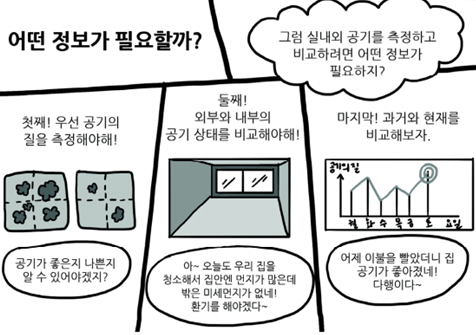 어떤 정보가 필요할까?
그럼 실내외 공기를 측정하고
비교하려면 어떤 정보가
필요하지?
첫째! 우선 공기의
질을 측정해야해!
공기가 좋은지 나쁜지
알 수 있어야겠지?
둘째!
외부와 내부의
공기 상태를 비교해야해!
아~ 오늘도 우리 집을
청소해서 집안엔 먼지가 많은데
밖은 미세먼지가 없네!
환기를 해야겠다~
마지막! 과거와 현재를
비교해보자.
공기의 질
월 화 수 목 금 토 요일
어제 이불을 빨았더니 집
공기가 좋아졌네!
다행이다~